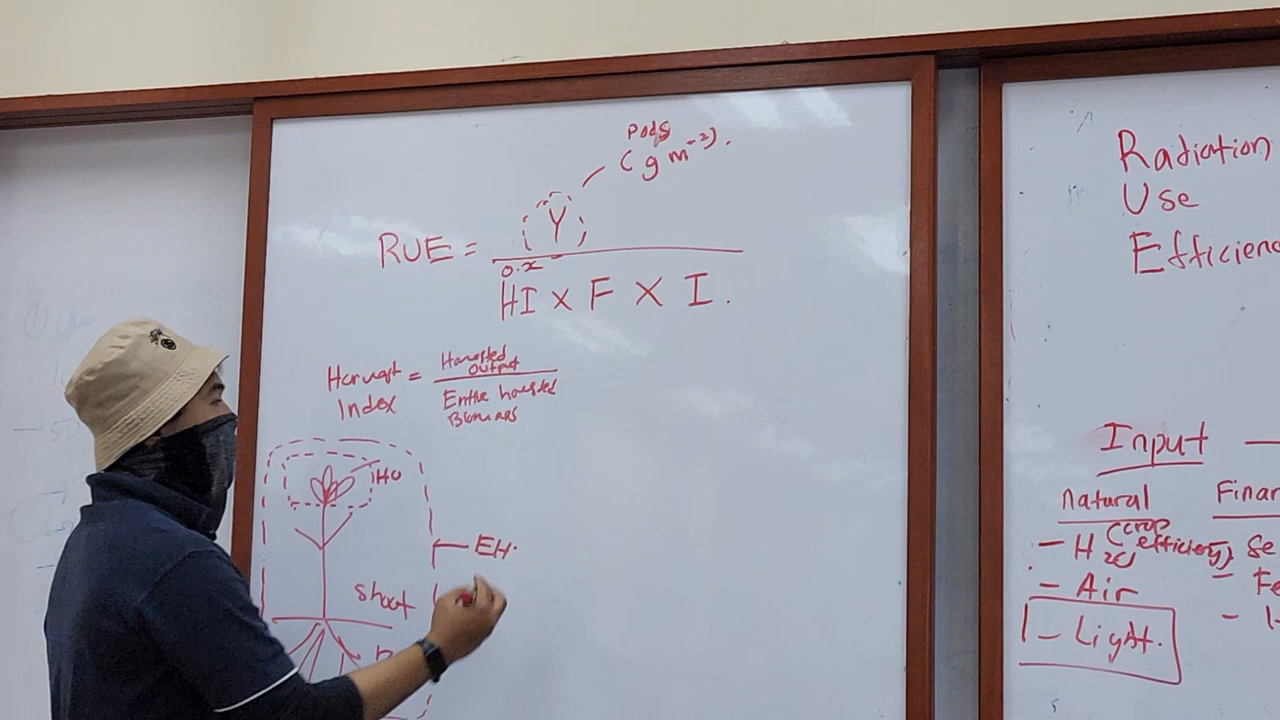 Pods
(g m⁻²).
Y
RUE =
0.x
HI x F x I.
Harvest Index = Harvested output
Entire harvested Biomass
HO
EH.
shoot
Radiation
Use
Efficienc
Input
natural
- H2O (crop efficiency)
- Air
- Light.
Finan
Se
- Fe